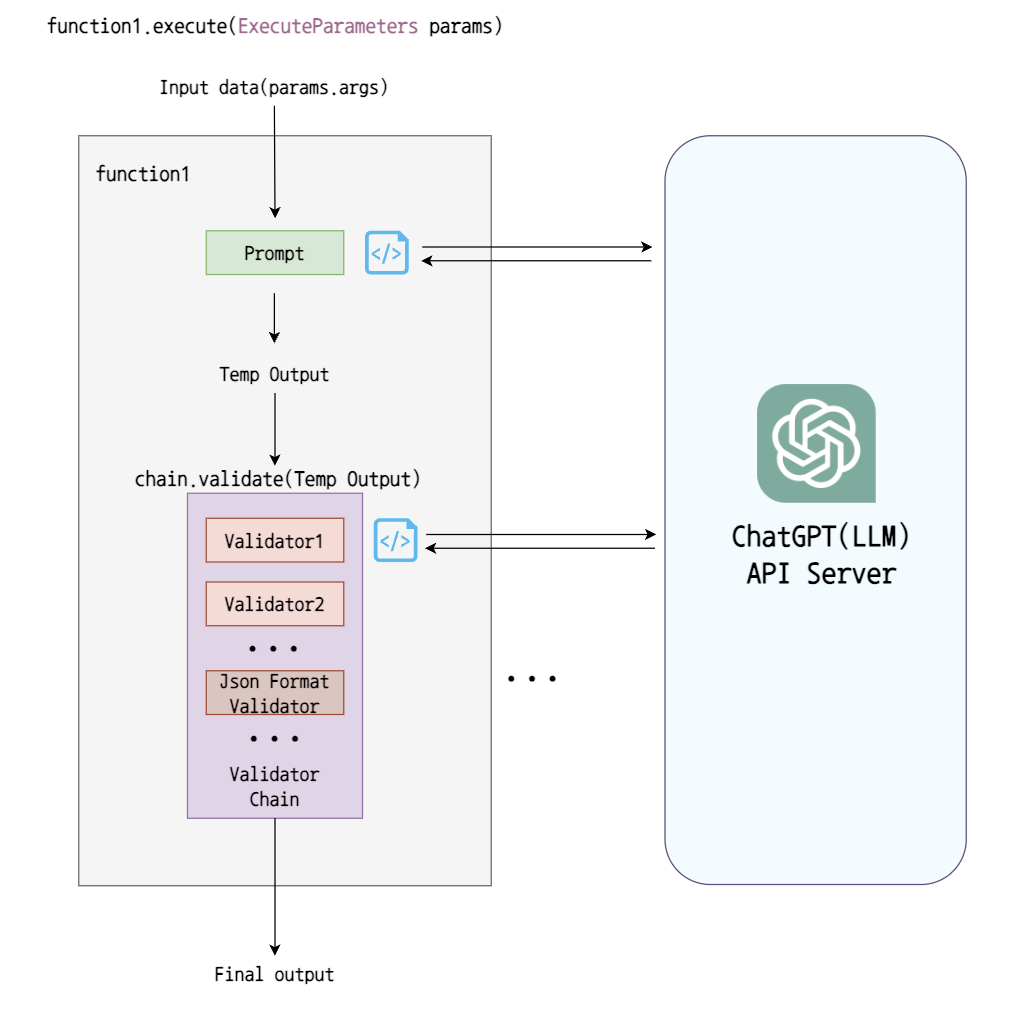 function1.execute(ExecuteParameters params)
Input data(params.args)
function1
Prompt
</>
Temp Output
chain.validate(Temp Output)
Validator1
</>
Validator2
...
Json Format
Validator
...
Validator
Chain
...
ChatGPT(LLM)
API Server
Final output